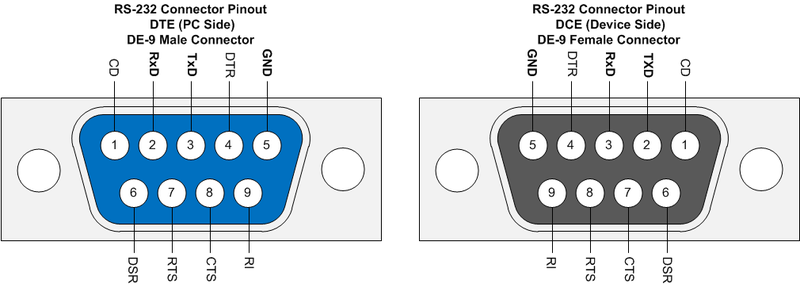 RS-232 Connector Pinout
DTE (PC Side)
DE-9 Male Connector
CD RxD TxD DTR GND
1 2 3 4 5
6 7 8 9
DSR RTS CTS RI
RS-232 Connector Pinout
DCE (Device Side)
DE-9 Female Connector
GND DTR RxD TXD CD
5 4 3 2 1
9 8 7 6
RI RTS CTS DSR